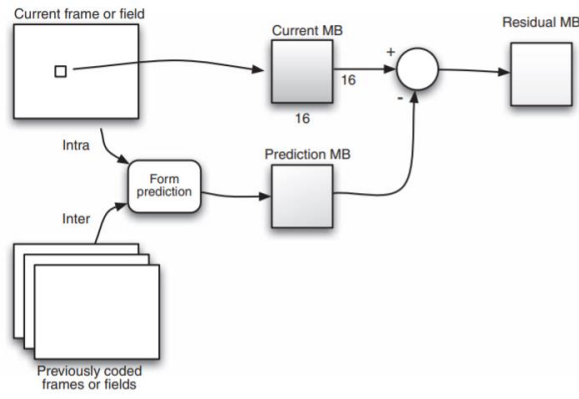 Current frame or field
Current MB
Residual MB
+
16
-
16
Intra
Prediction MB
Form
prediction
Inter
Previously coded
frames or fields